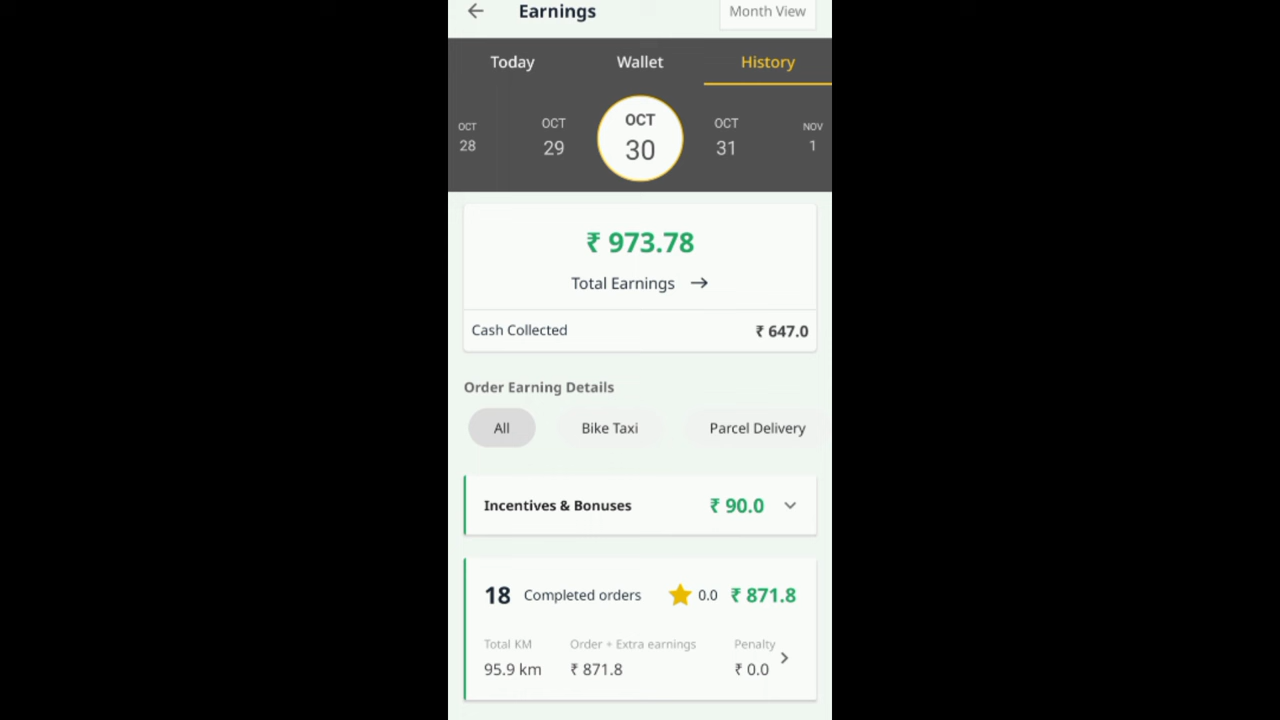 Earnings
Month View
Today Wallet History
OCT OCT OCT OCT NOV
28 29 30 31 1
₹ 973.78
Total Earnings →
Cash Collected ₹ 647.0
Order Earning Details
All Bike Taxi Parcel Delivery
Incentives & Bonuses ₹ 90.0
18 Completed orders 0.0 ₹ 871.8
Total KM Order + Extra earnings Penalty
95.9 km ₹ 871.8 ₹ 0.0